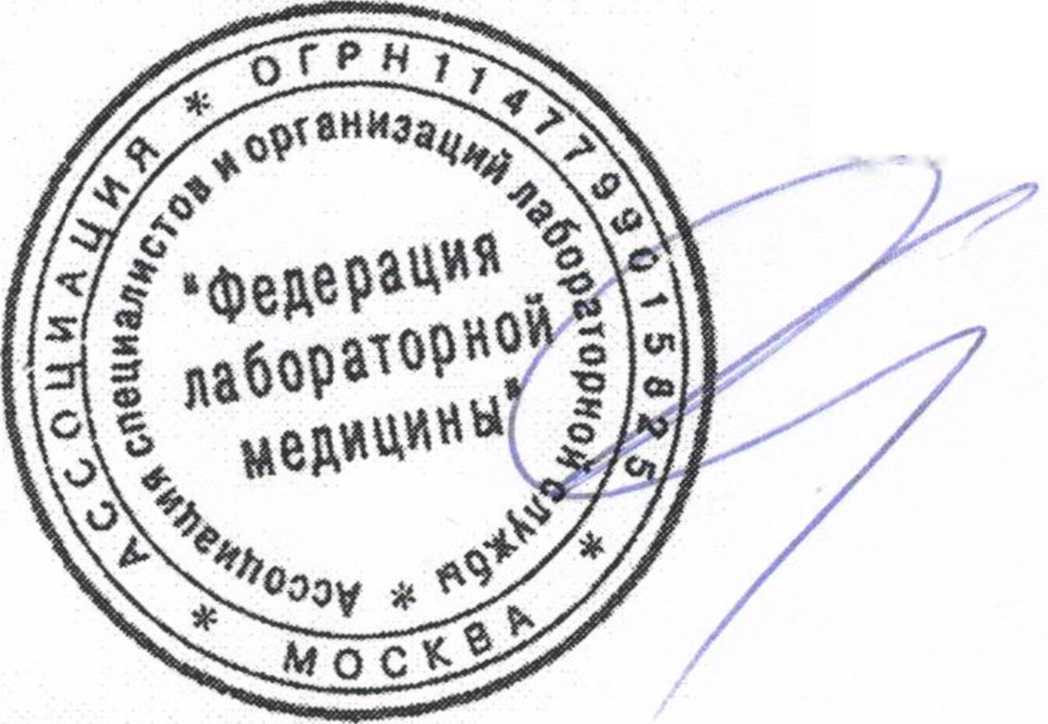 * АССОЦИАЦИЯ * ОГРН1147799015825 * МОСКВА
Ассоциация специалистов и организаций лабораторной службы *
"Федерация
лабораторной
медицины"